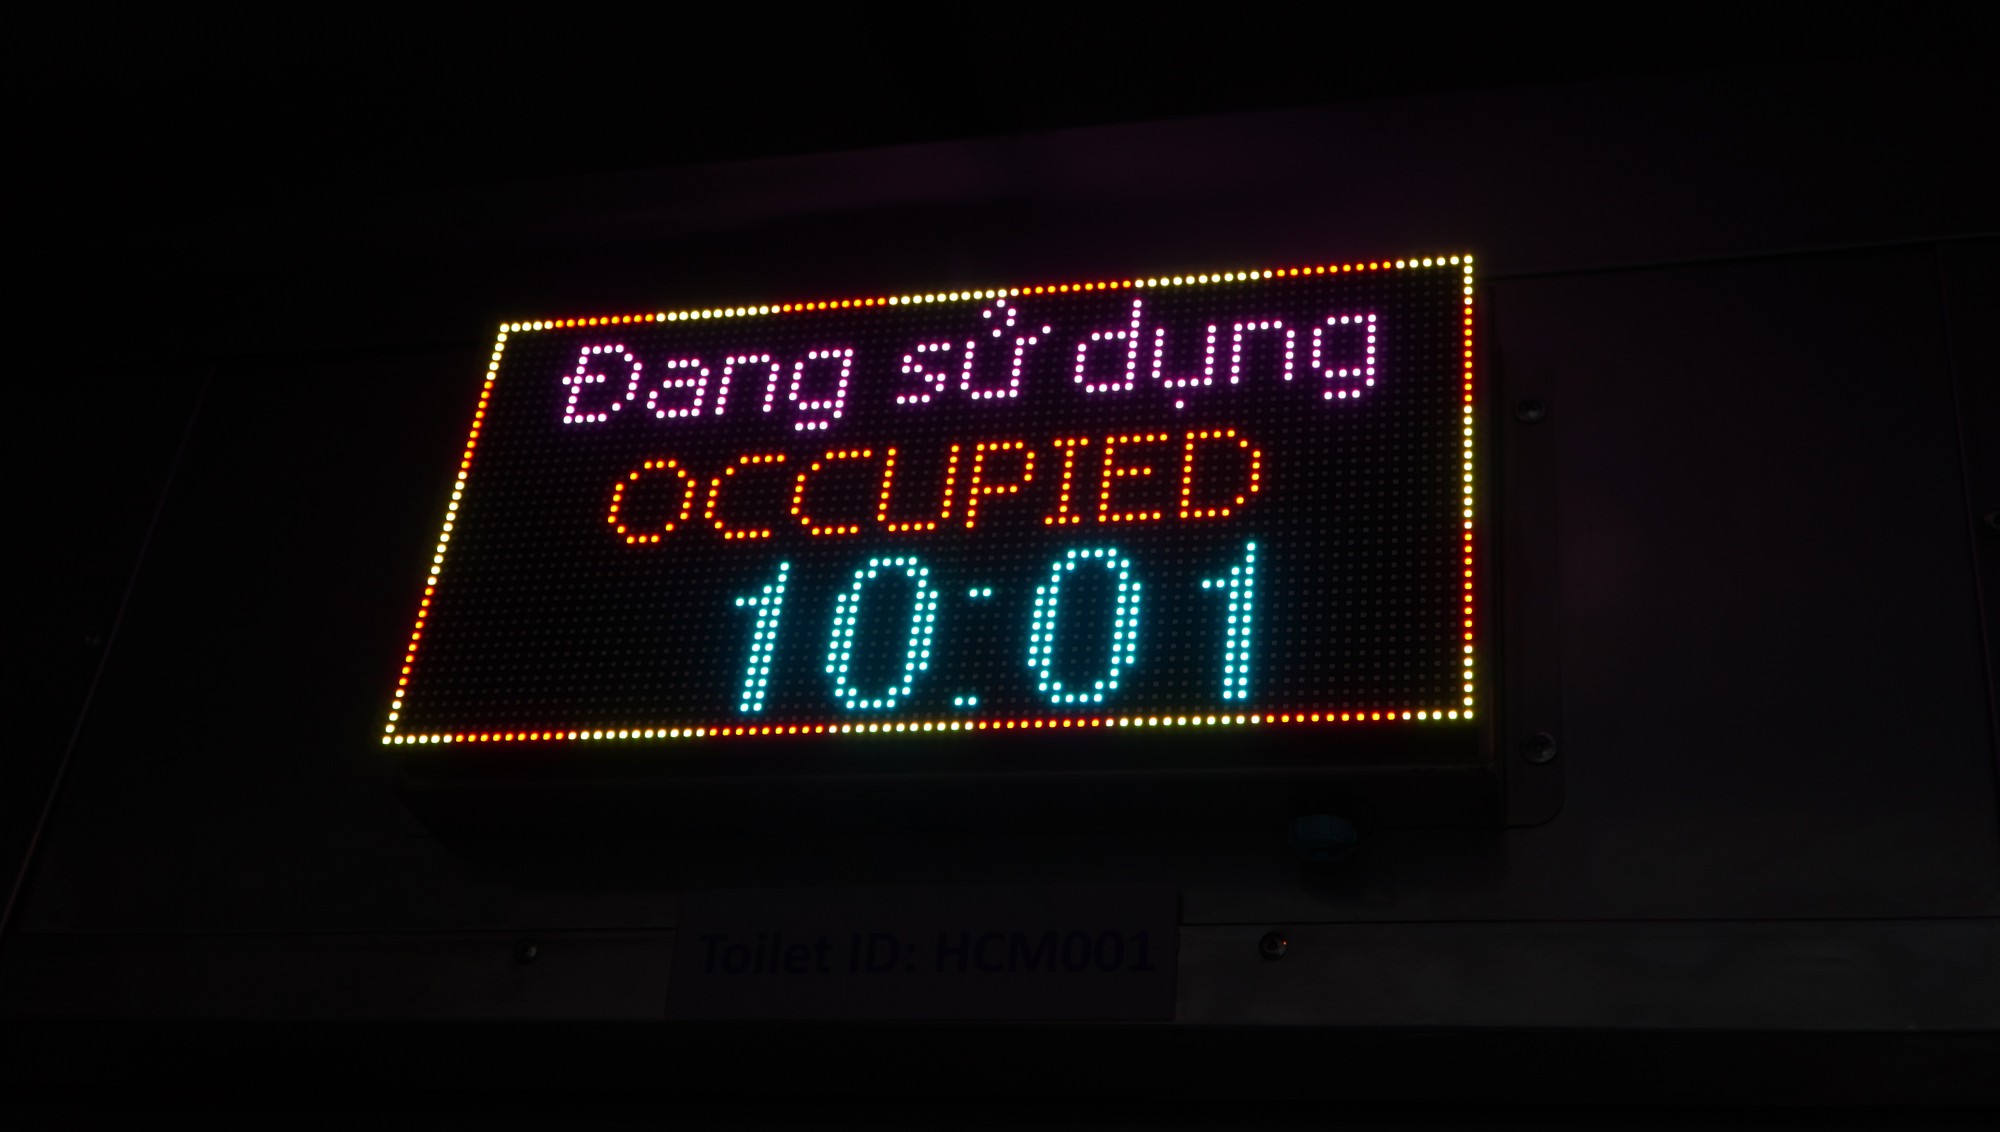 Đang sử dụng
OCCUPIED
10:01
Toilet ID: HCM001